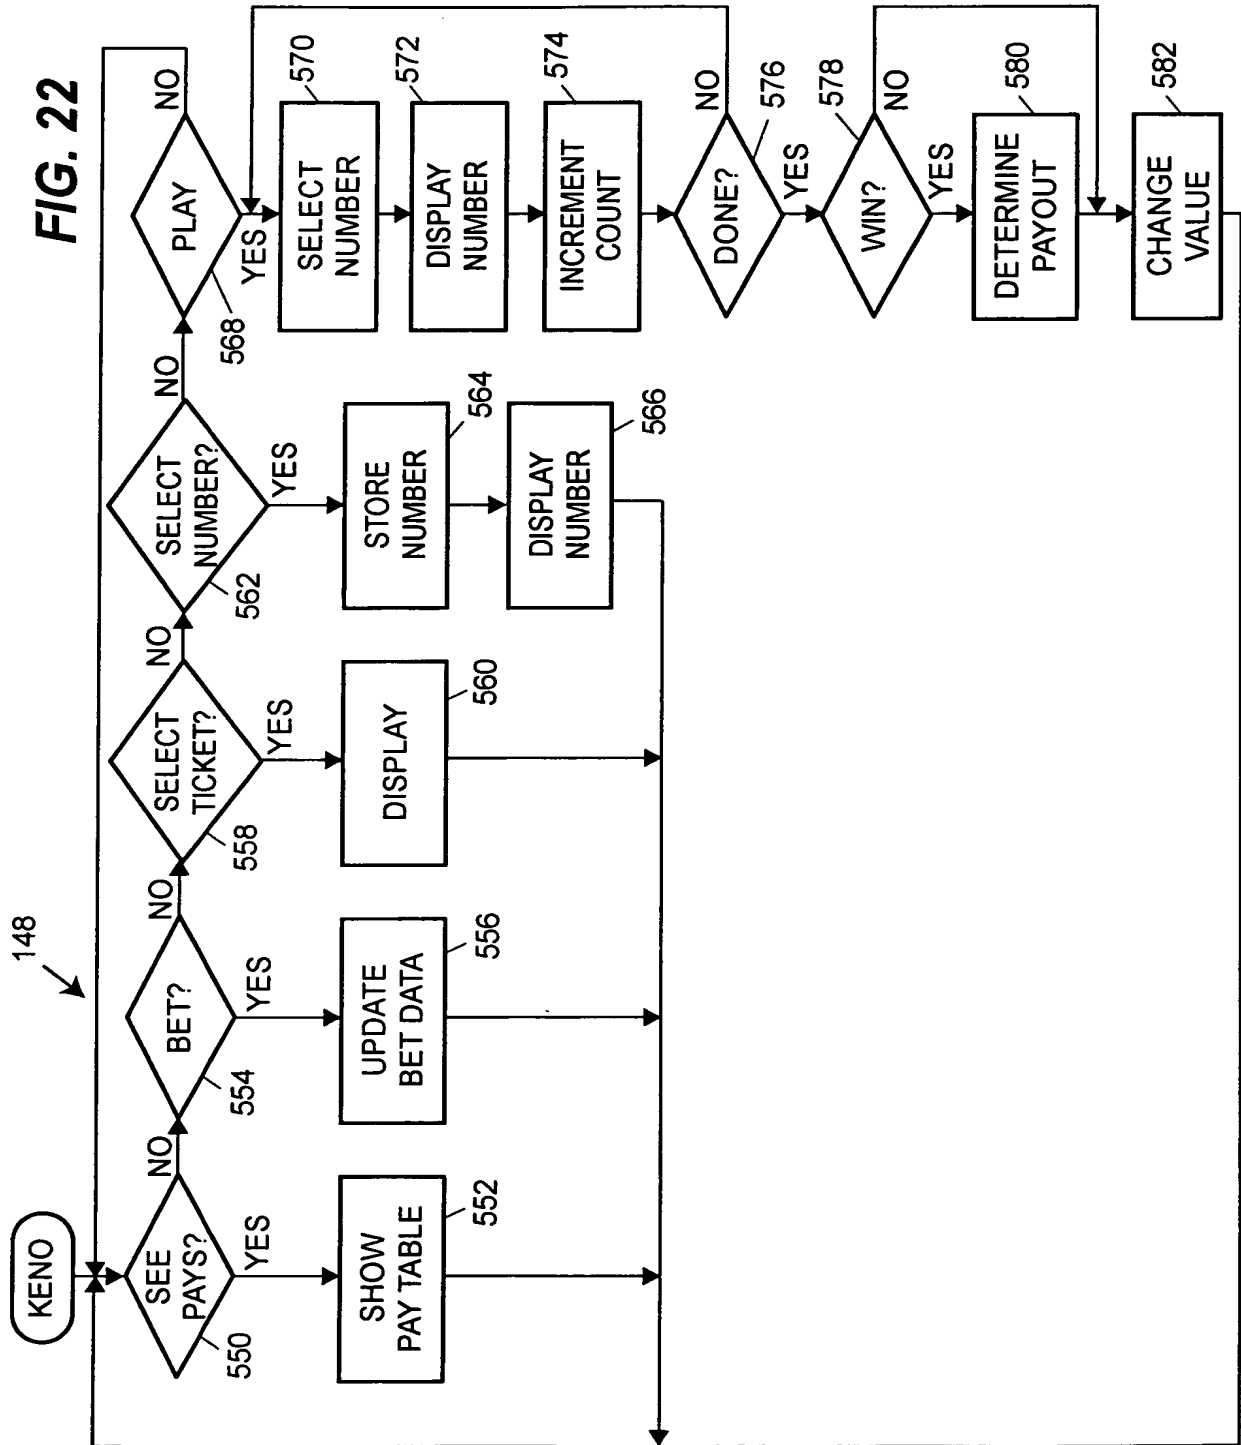 FIG. 22
148
KENO
SEE
PAYS?
550
NO
YES
SHOW
PAY TABLE
552
BET?
554
NO
YES
UPDATE
BET DATA
556
SELECT
TICKET?
558
NO
YES
DISPLAY
560
SELECT
NUMBER?
562
NO
YES
STORE
NUMBER
564
DISPLAY
NUMBER
566
PLAY
568
NO
YES
SELECT
NUMBER
570
DISPLAY
NUMBER
572
INCREMENT
COUNT
574
DONE?
576
NO
YES
WIN?
578
NO
YES
DETERMINE
PAYOUT
580
CHANGE
VALUE
582